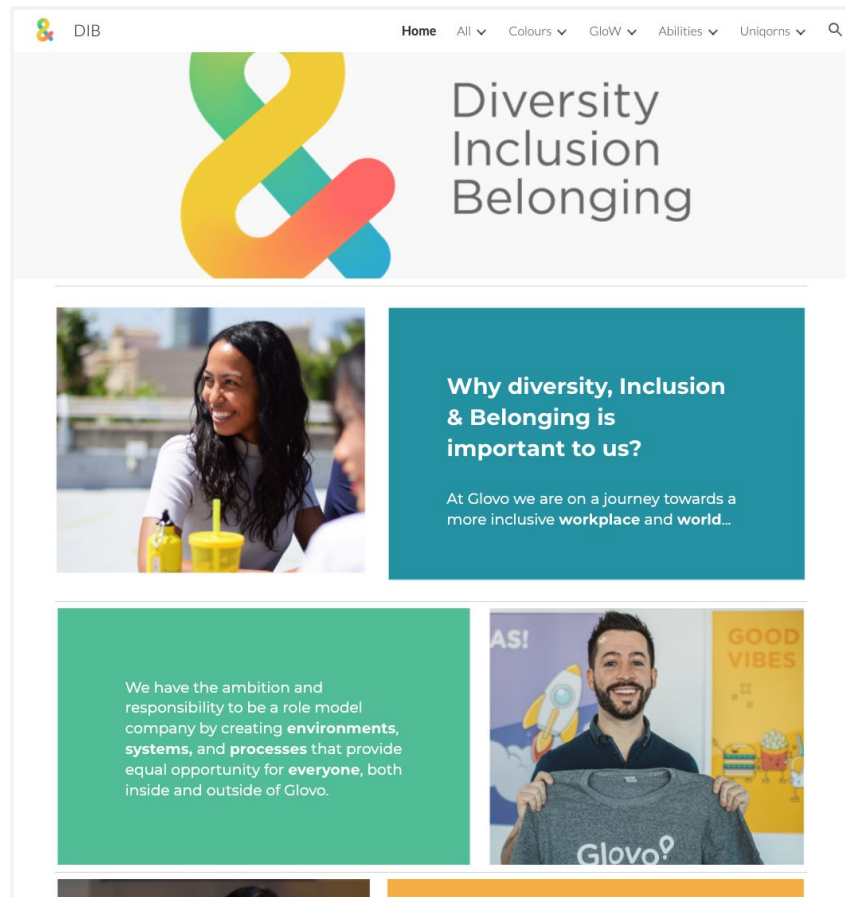 & DIB Home All Colours GloW Abilities Uniqorns
&
Diversity
Inclusion
Belonging
Why diversity, Inclusion
& Belonging is
important to us?
At Glovo we are on a journey towards a
more inclusive workplace and world...
We have the ambition and
responsibility to be a role model
company by creating environments,
systems, and processes that provide
equal opportunity for everyone, both
inside and outside of Glovo.
AS!
GOOD
VIBES
Glovo